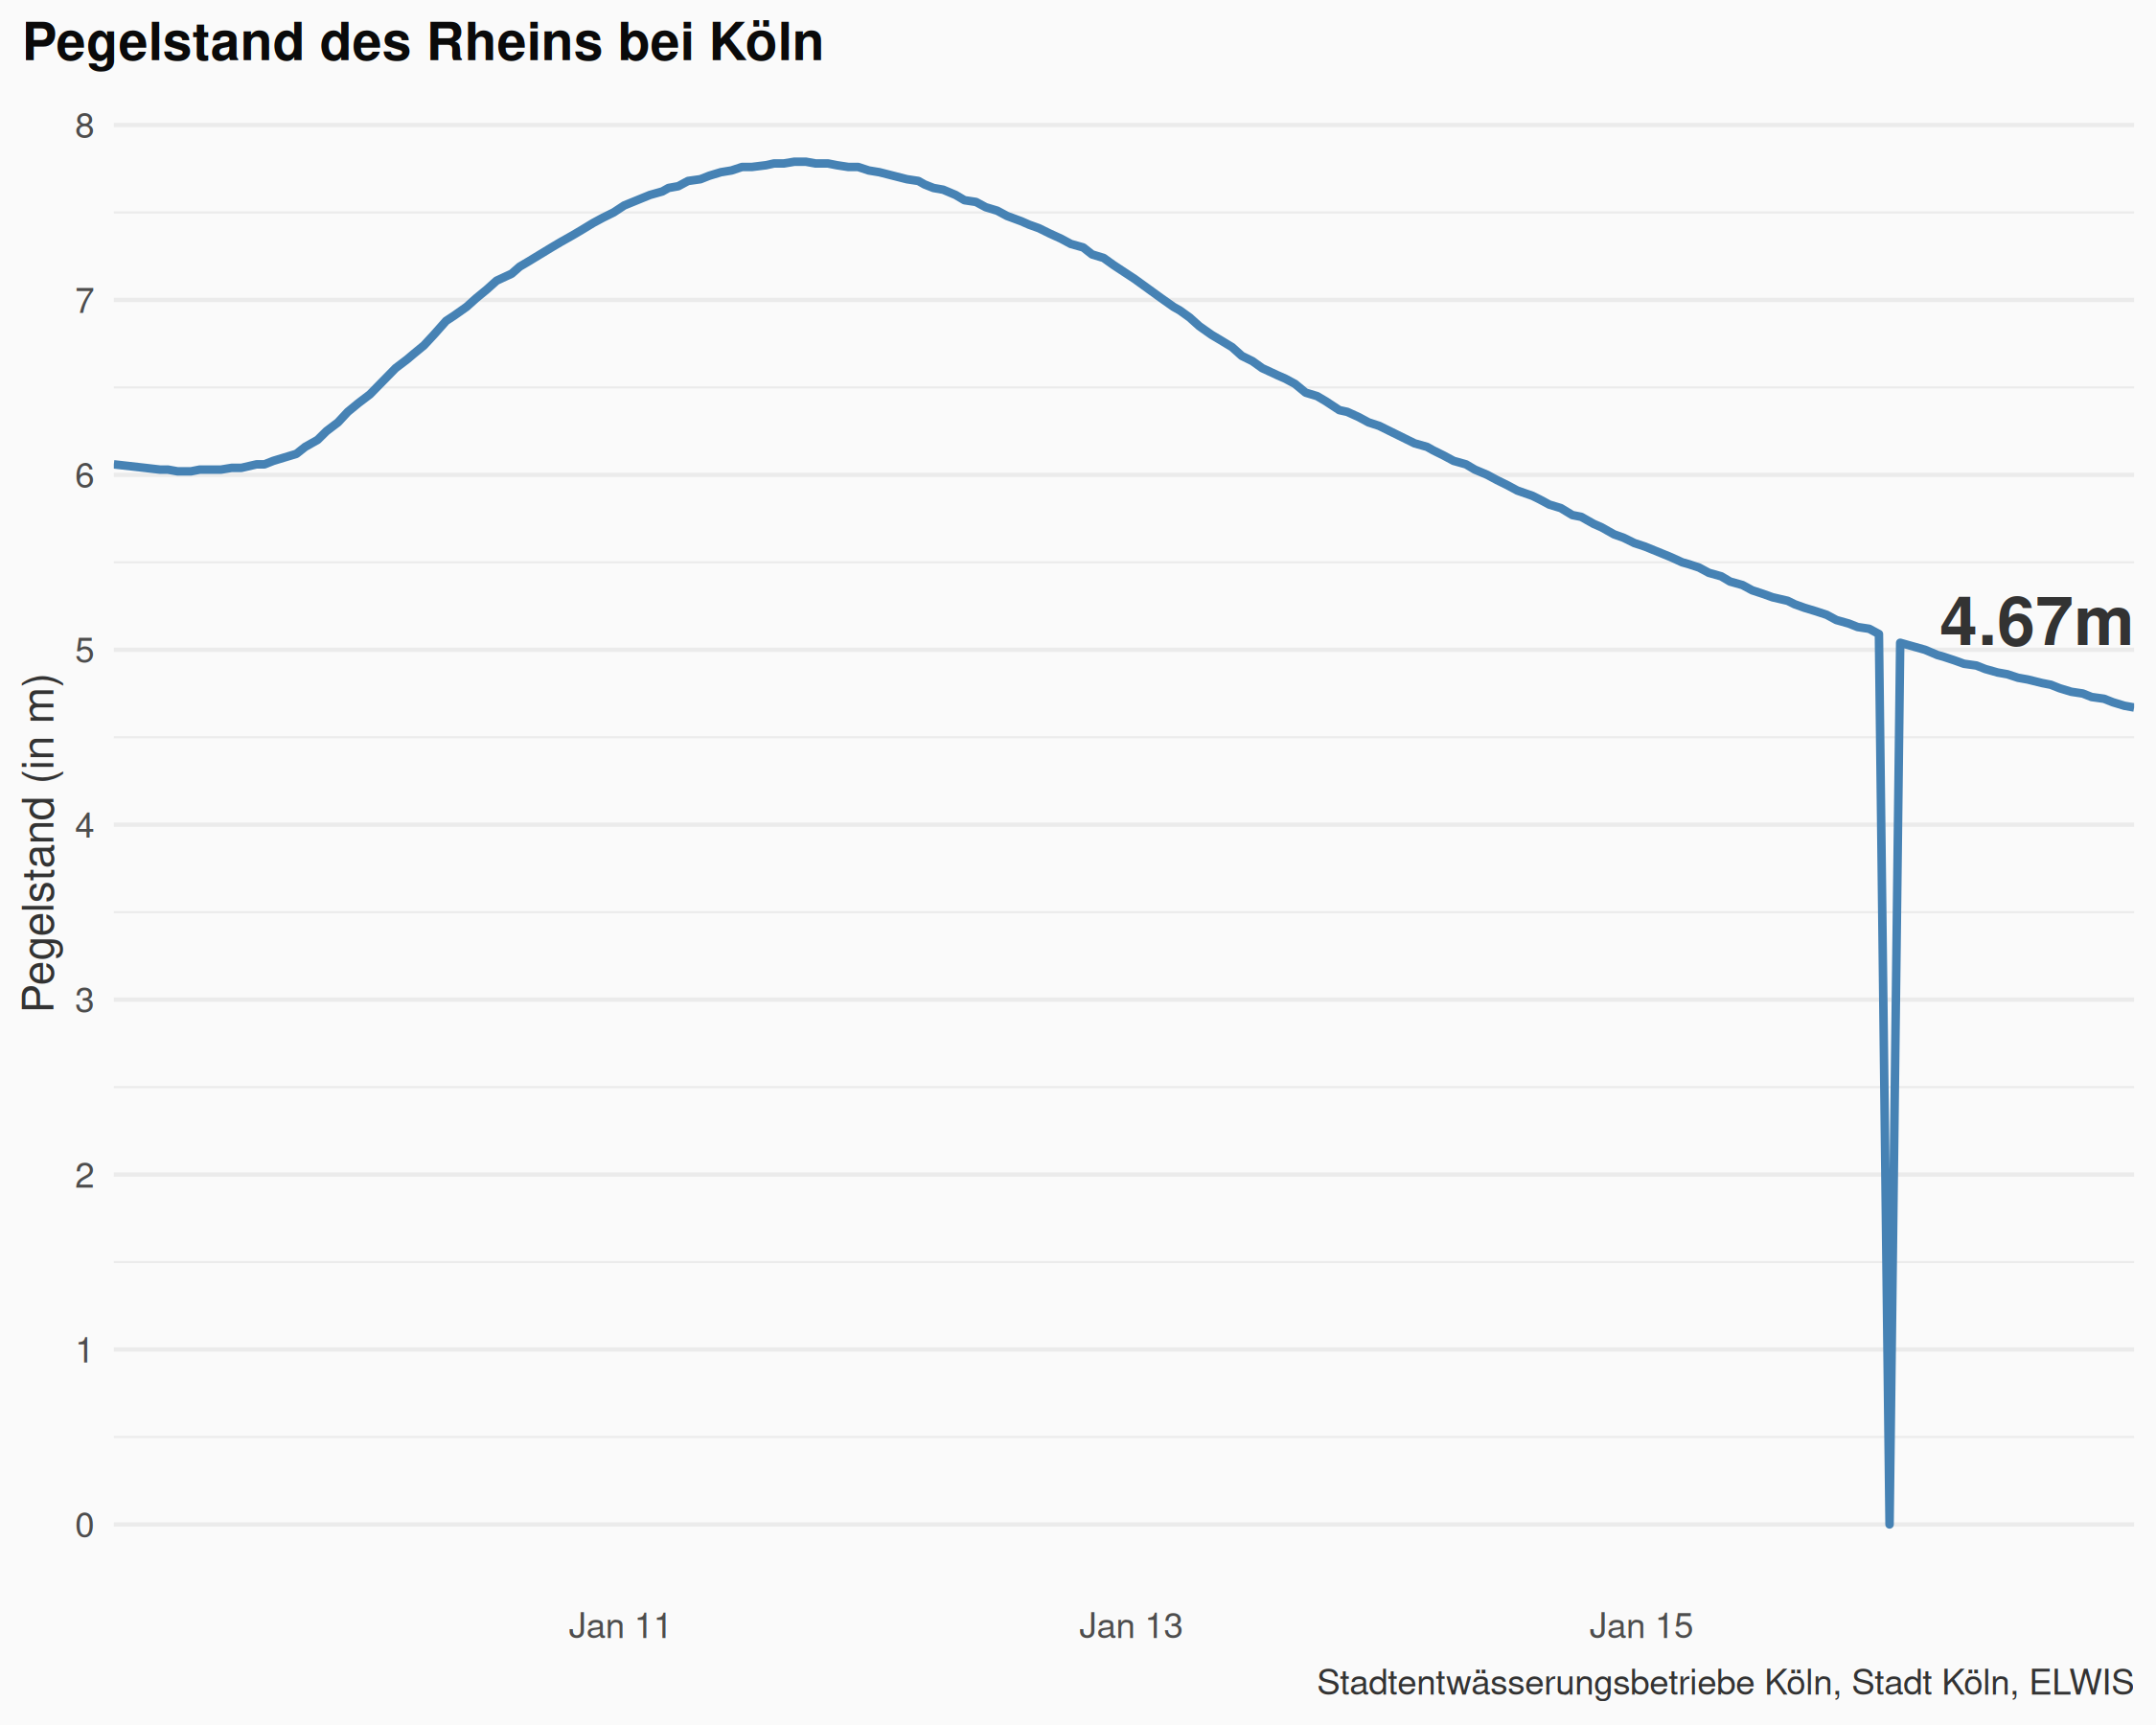 Pegelstand des Rheins bei Köln
8
7
6
5
4
3
2
1
0
Pegelstand (in m)
4.67m
Jan 11
Jan 13
Jan 15
Stadtentwässerungsbetriebe Köln, Stadt Köln, ELWIS